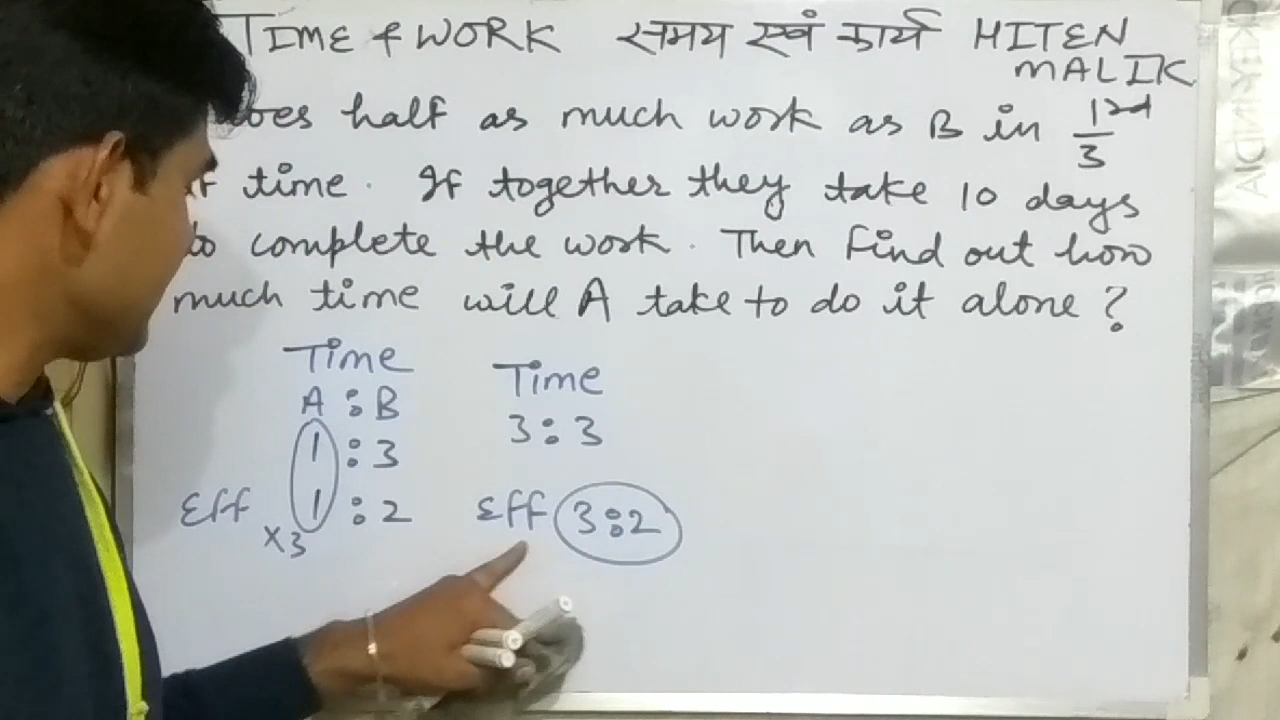 TIME & WORK समय स्वं कार्य HITEN
MALIK
does half as much work as B in 1/3 rd
time. If together they take 10 days
to complete the work. Then find out how
much time will A take to do it alone?
Time
A : B
1 : 3
Eff 1 : 2
×3
Time
3 : 3
Eff 3 : 2